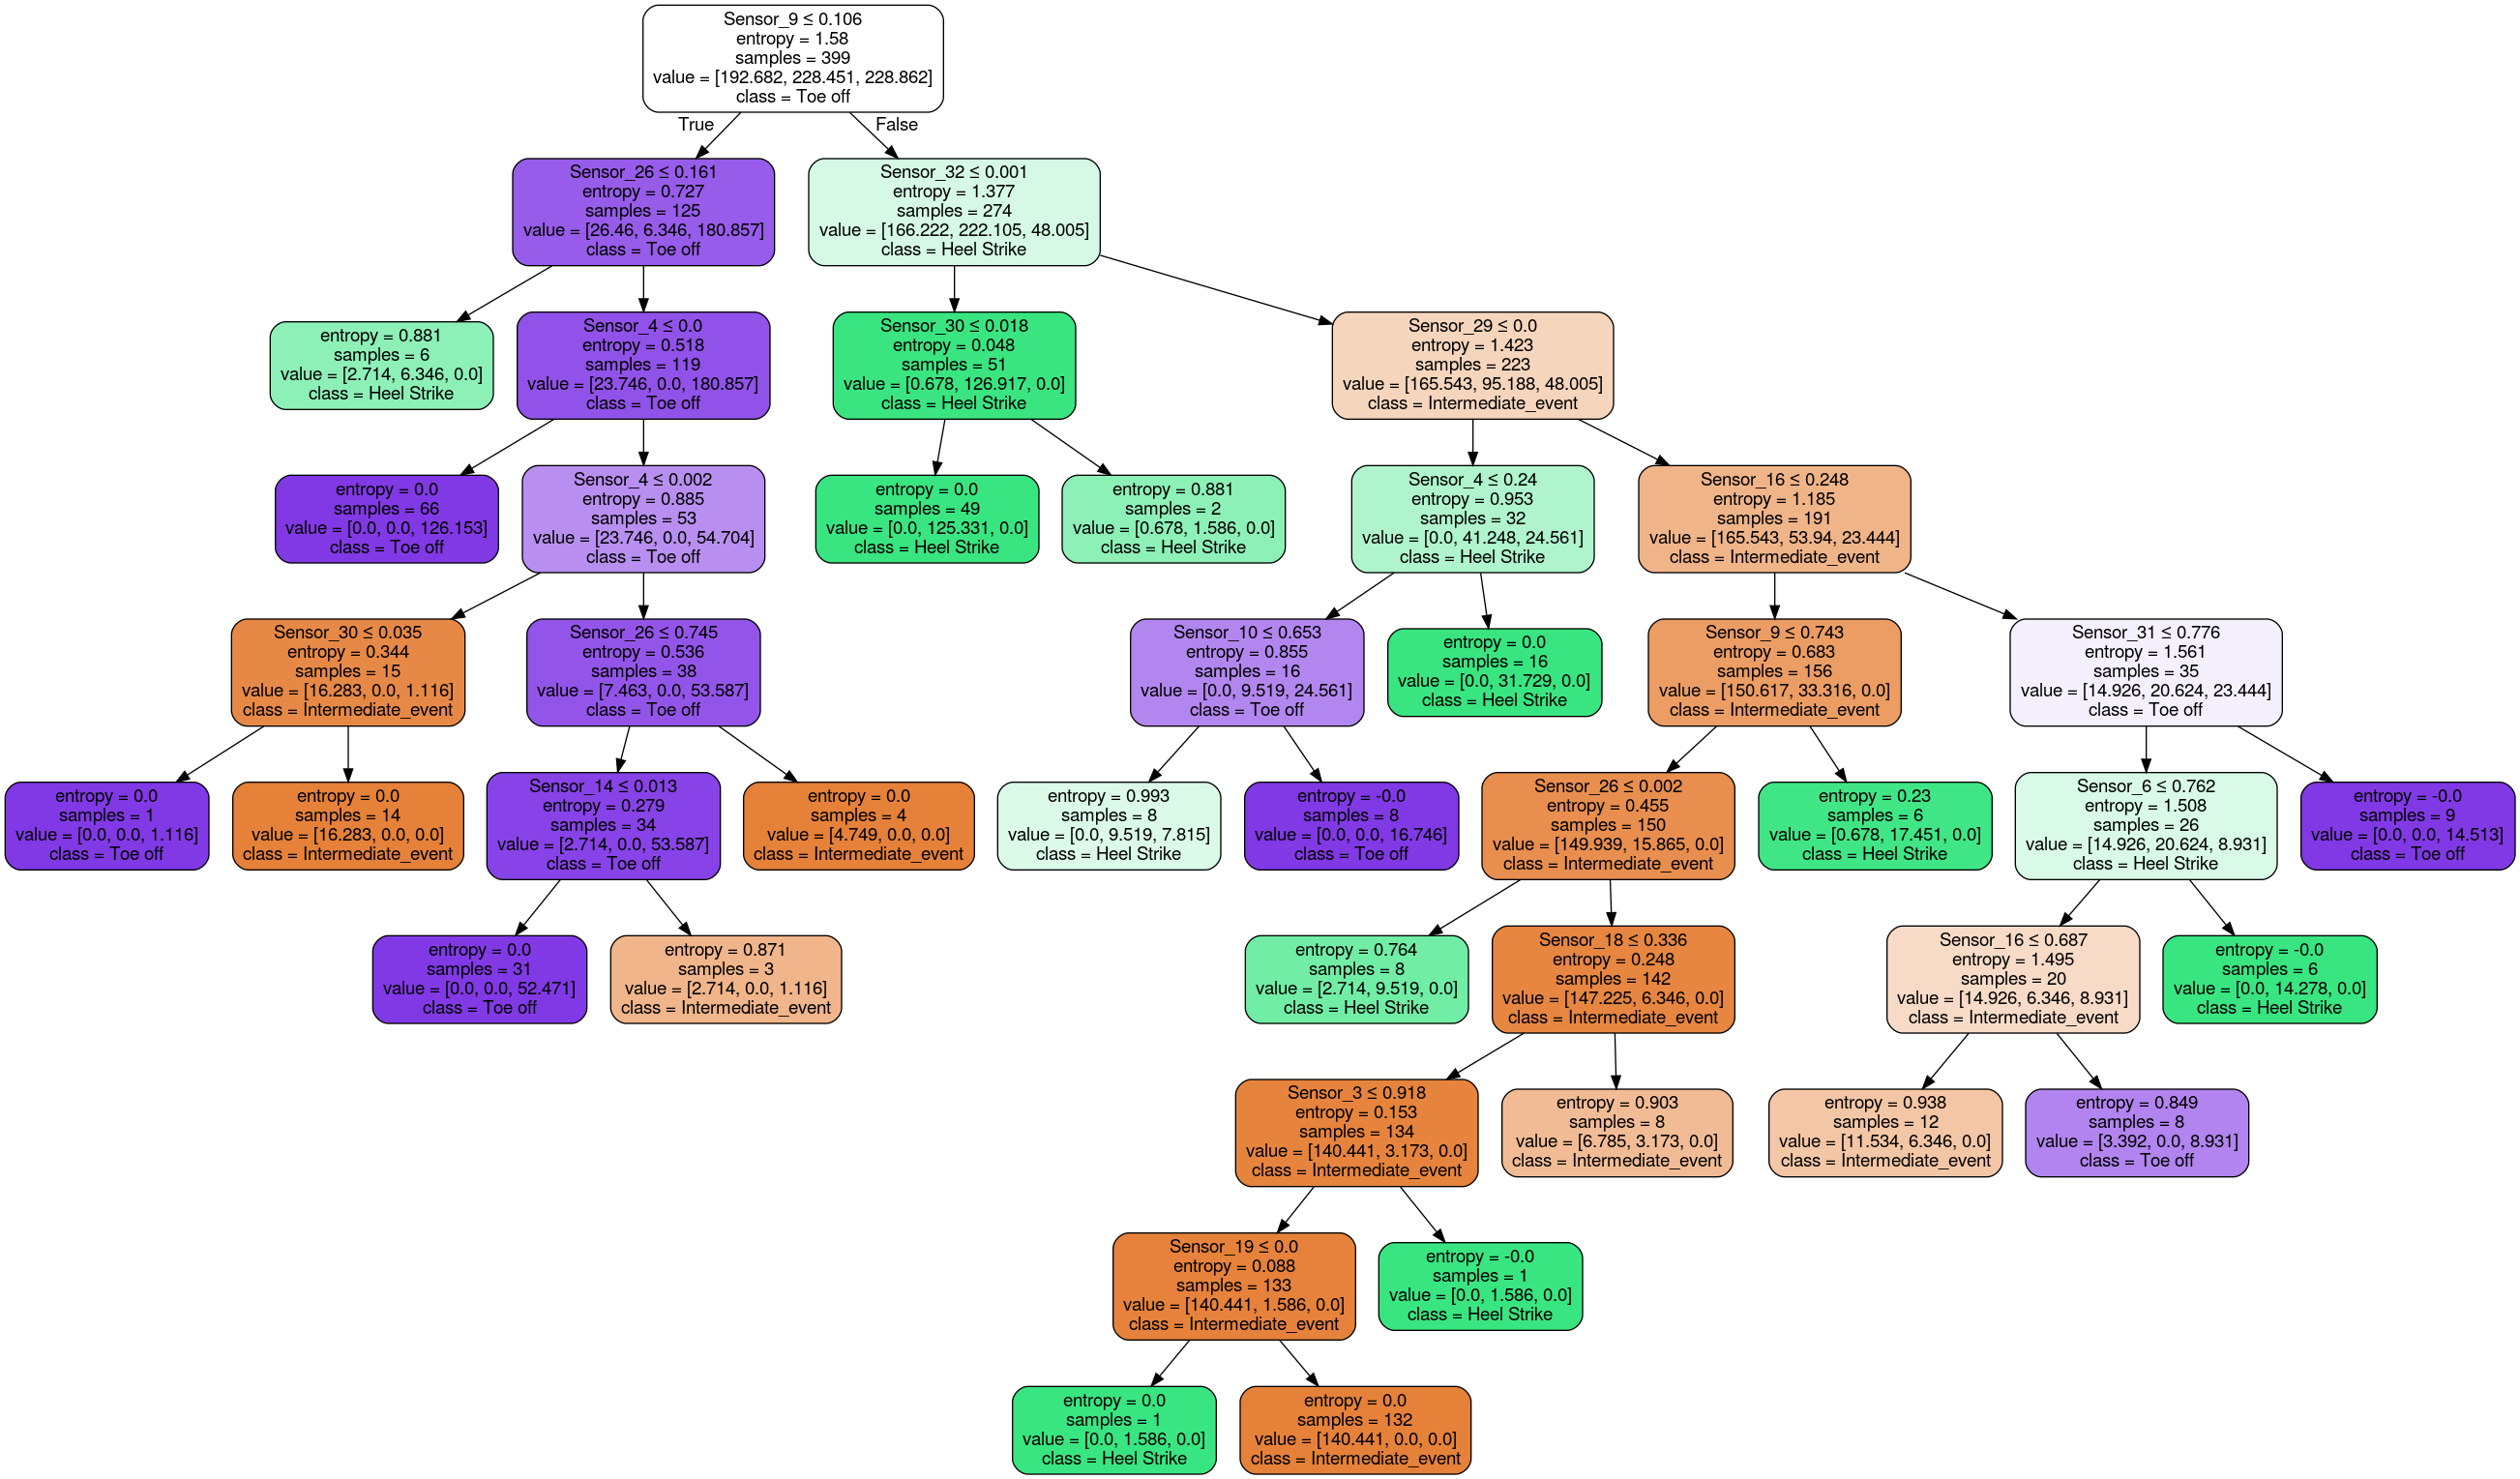 Sensor_9 ≤ 0.106
entropy = 1.58
samples = 399
value = [192.682, 228.451, 228.862]
class = Toe off
True
False
Sensor_26 ≤ 0.161
entropy = 0.727
samples = 125
value = [26.46, 6.346, 180.857]
class = Toe off
Sensor_32 ≤ 0.001
entropy = 1.377
samples = 274
value = [166.222, 222.105, 48.005]
class = Heel Strike
entropy = 0.881
samples = 6
value = [2.714, 6.346, 0.0]
class = Heel Strike
Sensor_4 ≤ 0.0
entropy = 0.518
samples = 119
value = [23.746, 0.0, 180.857]
class = Toe off
Sensor_30 ≤ 0.018
entropy = 0.048
samples = 51
value = [0.678, 126.917, 0.0]
class = Heel Strike
Sensor_29 ≤ 0.0
entropy = 1.423
samples = 223
value = [165.543, 95.188, 48.005]
class = Intermediate_event
entropy = 0.0
samples = 66
value = [0.0, 0.0, 126.153]
class = Toe off
Sensor_4 ≤ 0.002
entropy = 0.885
samples = 53
value = [23.746, 0.0, 54.704]
class = Toe off
entropy = 0.0
samples = 49
value = [0.0, 125.331, 0.0]
class = Heel Strike
entropy = 0.881
samples = 2
value = [0.678, 1.586, 0.0]
class = Heel Strike
Sensor_4 ≤ 0.24
entropy = 0.953
samples = 32
value = [0.0, 41.248, 24.561]
class = Heel Strike
Sensor_16 ≤ 0.248
entropy = 1.185
samples = 191
value = [165.543, 53.94, 23.444]
class = Intermediate_event
Sensor_30 ≤ 0.035
entropy = 0.344
samples = 15
value = [16.283, 0.0, 1.116]
class = Intermediate_event
Sensor_26 ≤ 0.745
entropy = 0.536
samples = 38
value = [7.463, 0.0, 53.587]
class = Toe off
Sensor_10 ≤ 0.653
entropy = 0.855
samples = 16
value = [0.0, 9.519, 24.561]
class = Toe off
entropy = 0.0
samples = 16
value = [0.0, 31.729, 0.0]
class = Heel Strike
Sensor_9 ≤ 0.743
entropy = 0.683
samples = 156
value = [150.617, 33.316, 0.0]
class = Intermediate_event
Sensor_31 ≤ 0.776
entropy = 1.561
samples = 35
value = [14.926, 20.624, 23.444]
class = Toe off
entropy = 0.0
samples = 1
value = [0.0, 0.0, 1.116]
class = Toe off
entropy = 0.0
samples = 14
value = [16.283, 0.0, 0.0]
class = Intermediate_event
Sensor_14 ≤ 0.013
entropy = 0.279
samples = 34
value = [2.714, 0.0, 53.587]
class = Toe off
entropy = 0.0
samples = 4
value = [4.749, 0.0, 0.0]
class = Intermediate_event
entropy = 0.993
samples = 8
value = [0.0, 9.519, 7.815]
class = Heel Strike
entropy = -0.0
samples = 8
value = [0.0, 0.0, 16.746]
class = Toe off
Sensor_26 ≤ 0.002
entropy = 0.455
samples = 150
value = [149.939, 15.865, 0.0]
class = Intermediate_event
entropy = 0.23
samples = 6
value = [0.678, 17.451, 0.0]
class = Heel Strike
Sensor_6 ≤ 0.762
entropy = 1.508
samples = 26
value = [14.926, 20.624, 8.931]
class = Heel Strike
entropy = -0.0
samples = 9
value = [0.0, 0.0, 14.513]
class = Toe off
entropy = 0.0
samples = 31
value = [0.0, 0.0, 52.471]
class = Toe off
entropy = 0.871
samples = 3
value = [2.714, 0.0, 1.116]
class = Intermediate_event
entropy = 0.764
samples = 8
value = [2.714, 9.519, 0.0]
class = Heel Strike
Sensor_18 ≤ 0.336
entropy = 0.248
samples = 142
value = [147.225, 6.346, 0.0]
class = Intermediate_event
Sensor_16 ≤ 0.687
entropy = 1.495
samples = 20
value = [14.926, 6.346, 8.931]
class = Intermediate_event
entropy = -0.0
samples = 6
value = [0.0, 14.278, 0.0]
class = Heel Strike
Sensor_3 ≤ 0.918
entropy = 0.153
samples = 134
value = [140.441, 3.173, 0.0]
class = Intermediate_event
entropy = 0.903
samples = 8
value = [6.785, 3.173, 0.0]
class = Intermediate_event
entropy = 0.938
samples = 12
value = [11.534, 6.346, 0.0]
class = Intermediate_event
entropy = 0.849
samples = 8
value = [3.392, 0.0, 8.931]
class = Toe off
Sensor_19 ≤ 0.0
entropy = 0.088
samples = 133
value = [140.441, 1.586, 0.0]
class = Intermediate_event
entropy = -0.0
samples = 1
value = [0.0, 1.586, 0.0]
class = Heel Strike
entropy = 0.0
samples = 1
value = [0.0, 1.586, 0.0]
class = Heel Strike
entropy = 0.0
samples = 132
value = [140.441, 0.0, 0.0]
class = Intermediate_event